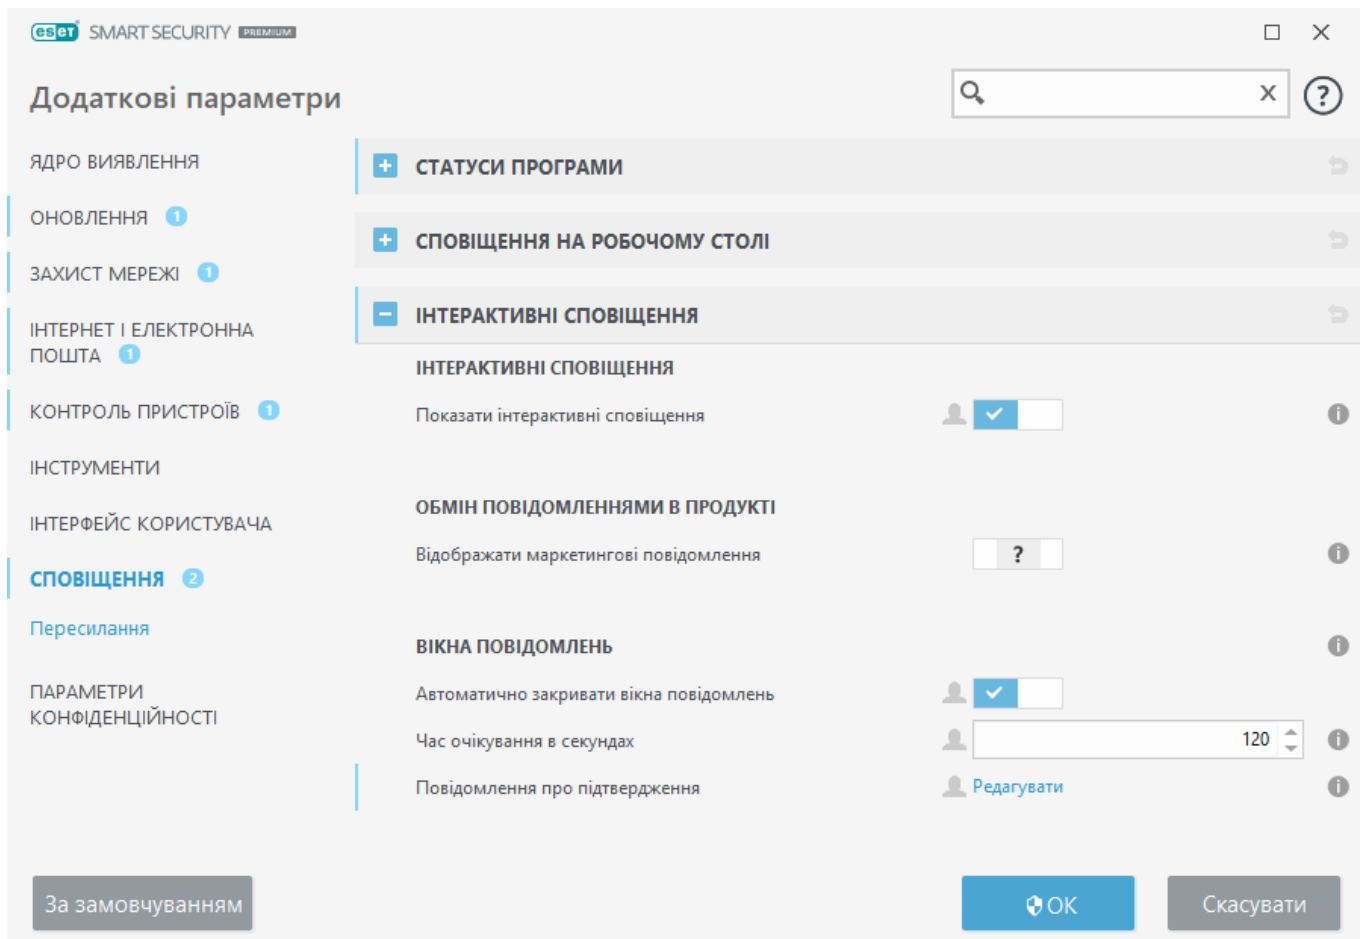 eset SMART SECURITY PREMIUM
Додаткові параметри
x
?
ЯДРО ВИЯВЛЕННЯ
ОНОВЛЕННЯ 1
ЗАХИСТ МЕРЕЖІ 1
ІНТЕРНЕТ І ЕЛЕКТРОННА
ПОШТА 1
КОНТРОЛЬ ПРИСТРОЇВ 1
ІНСТРУМЕНТИ
ІНТЕРФЕЙС КОРИСТУВАЧА
СПОВІЩЕННЯ 2
Пересилання
ПАРАМЕТРИ
КОНФІДЕНЦІЙНОСТІ
СТАТУСИ ПРОГРАМИ
СПОВІЩЕННЯ НА РОБОЧОМУ СТОЛІ
ІНТЕРАКТИВНІ СПОВІЩЕННЯ
ІНТЕРАКТИВНІ СПОВІЩЕННЯ
Показати інтерактивні сповіщення
ОБМІН ПОВІДОМЛЕННЯМИ В ПРОДУКТІ
Відображати маркетингові повідомлення ?
ВІКНА ПОВІДОМЛЕНЬ
Автоматично закривати вікна повідомлень
Час очікування в секундах 120
Повідомлення про підтвердження Редагувати
За замовчуванням
OK
Скасувати